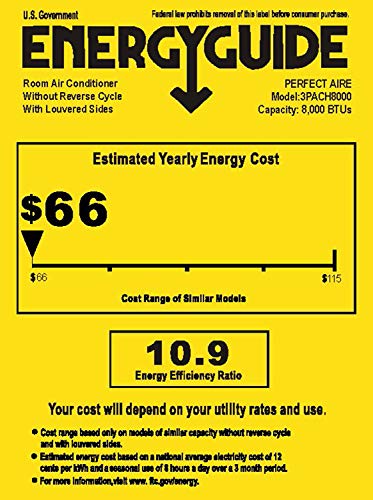 U.S. Government
Federal law prohibits removal of this label before consumer purchase.
ENERGYGUIDE
Room Air Conditioner
Without Reverse Cycle
With Louvered Sides
PERFECT AIRE
Model:3PACH8000
Capacity: 8,000 BTUs
Estimated Yearly Energy Cost
$66
$66
$115
Cost Range of Similar Models
10.9
Energy Efficiency Ratio
Your cost will depend on your utility rates and use.
● Cost range based only on models of similar capacity without reverse cycle
and with louvered sides.
● Estimated energy cost based on a national average electricity cost of 12
cents per kWh and a seasonal use of 8 hours a day over a 3 month period.
● For more information,visit www. ftc.gov/energy.